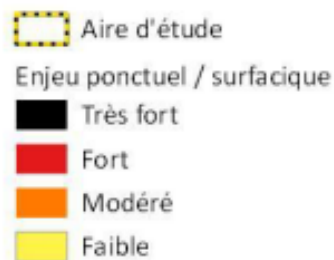 Aire d'étude
Enjeu ponctuel / surfacique
Très fort
Fort
Modéré
Faible